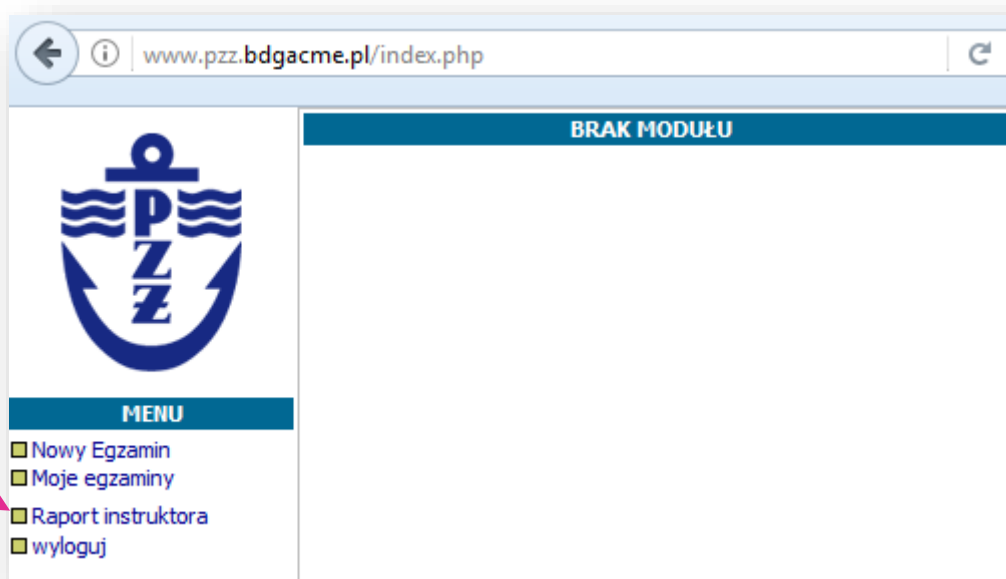 www.pzz.bdgacme.pl/index.php
BRAK MODUŁU
P
Z
Ż
MENU
Nowy Egzamin
Moje egzaminy
Raport instruktora
wyloguj